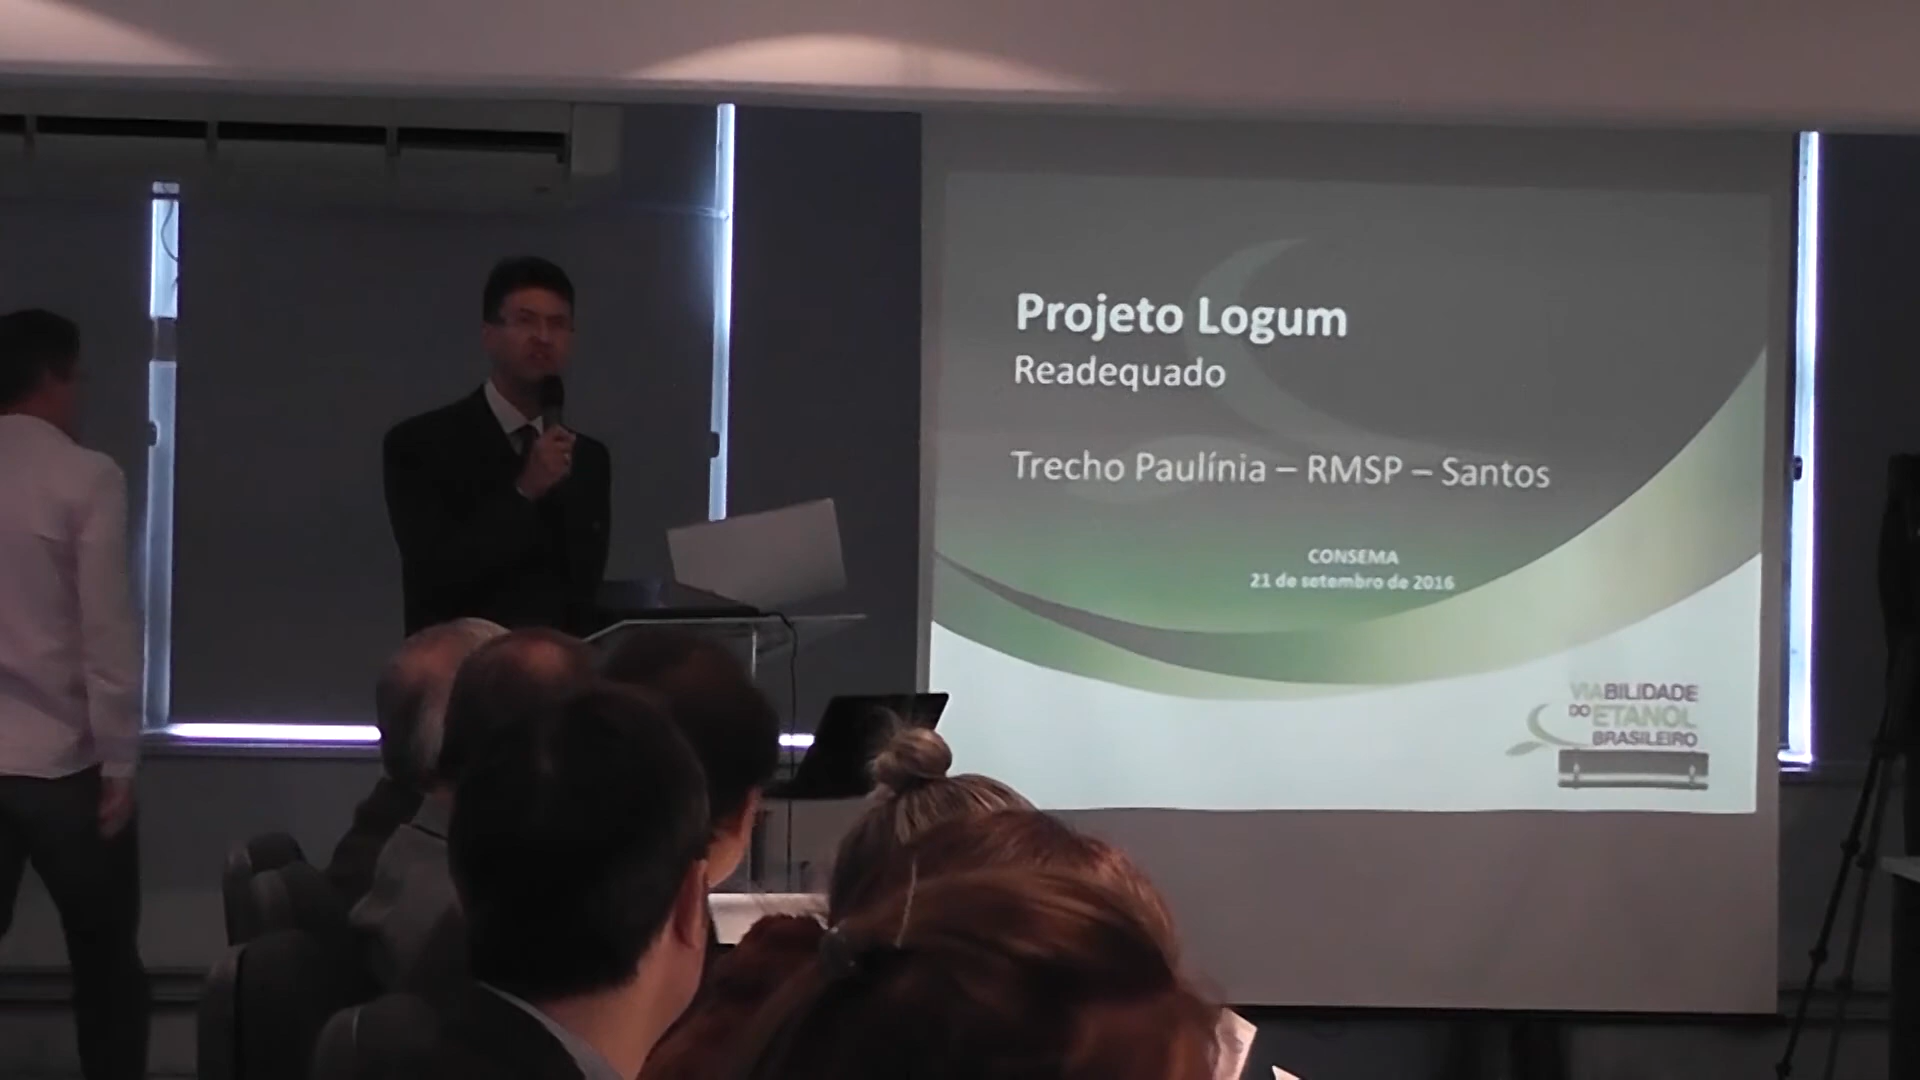 Projeto Logum
Readequado
Trecho Paulínia – RMSP – Santos
CONSEMA
21 de setembro de 2016
VIABILIDADE
DO ETANOL
BRASILEIRO